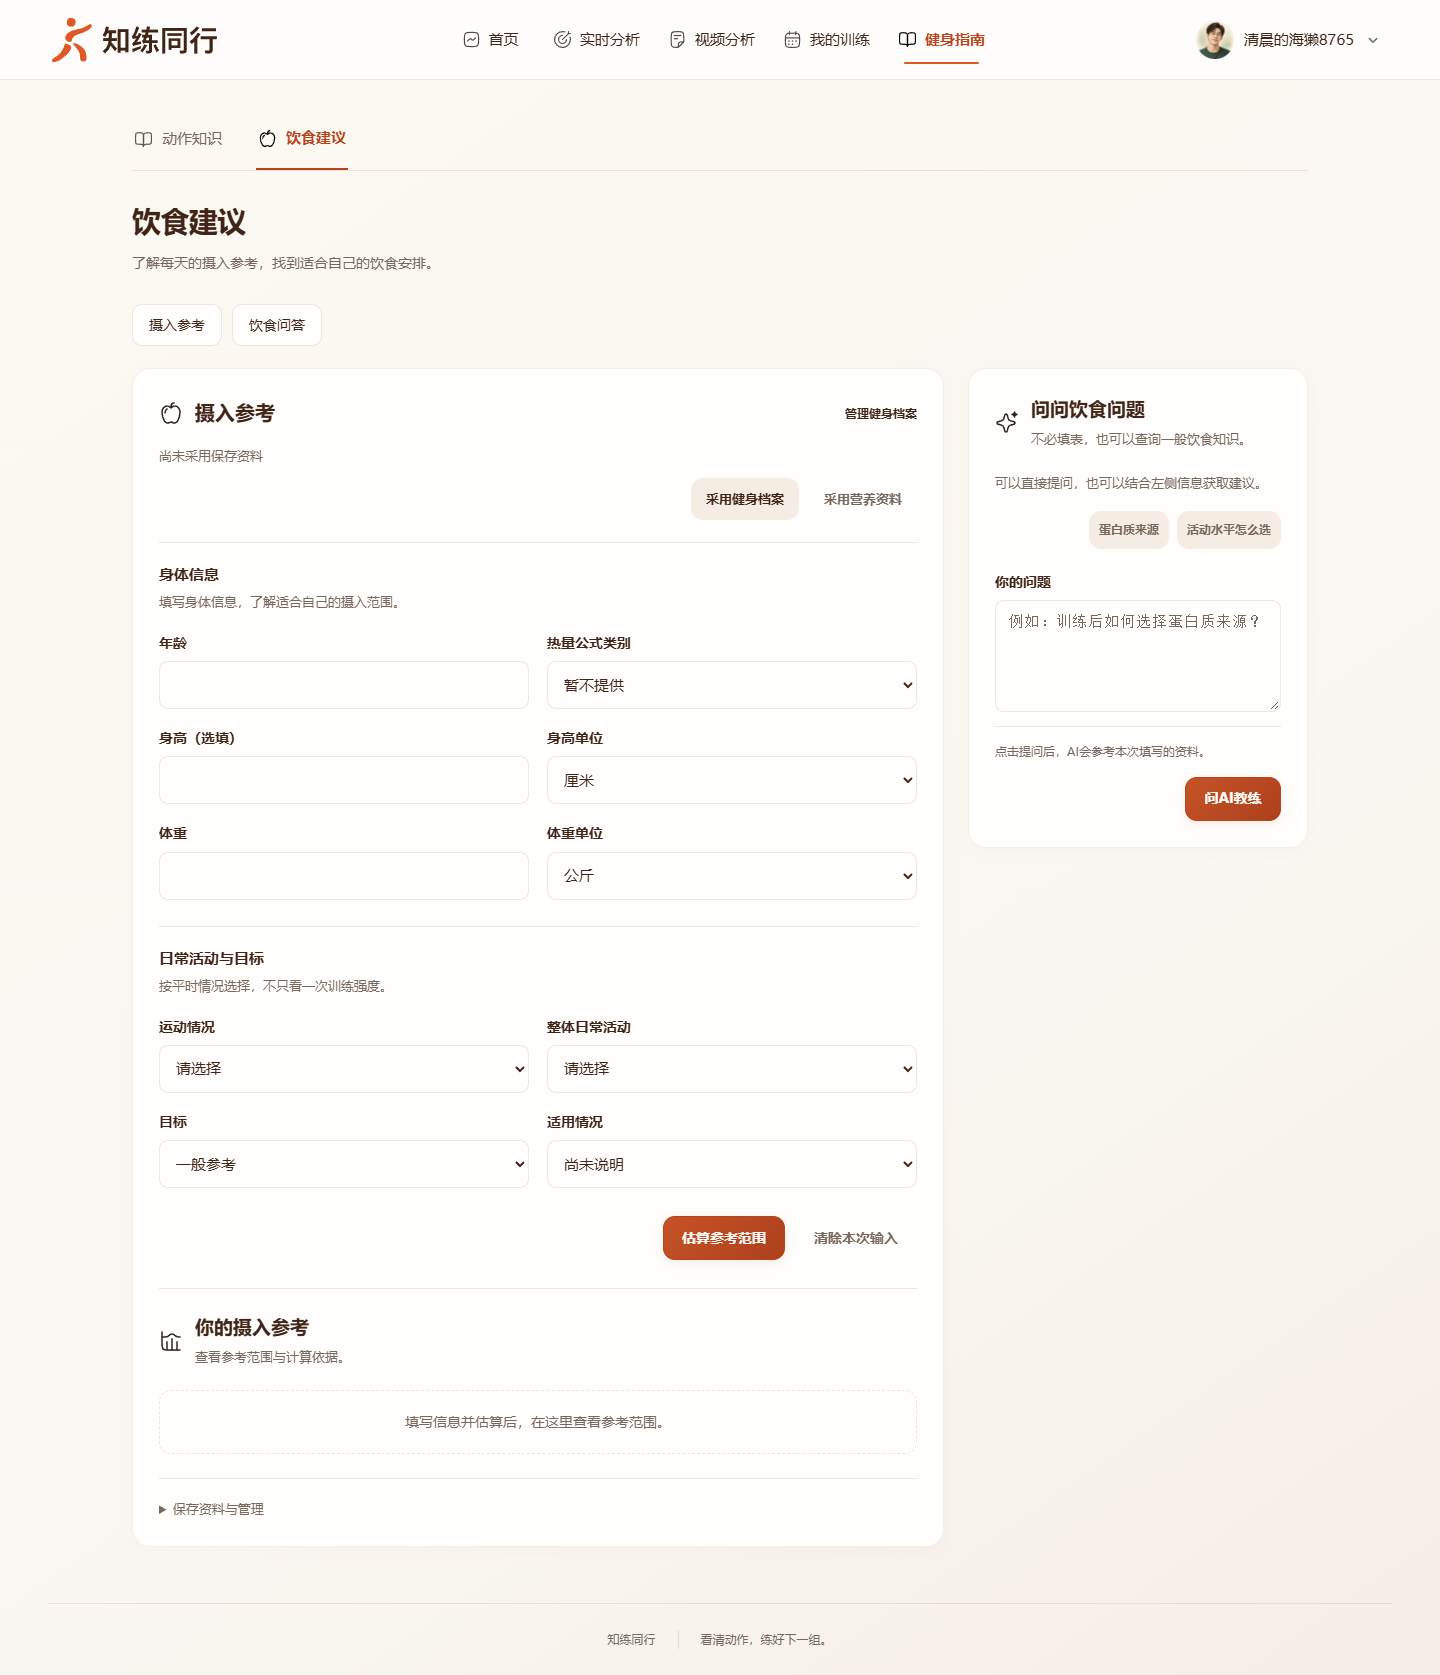 知练同行
首页
实时分析
视频分析
我的训练
健身指南
清晨的海獭8765
动作知识
饮食建议
饮食建议
了解每天的摄入参考，找到适合自己的饮食安排。
摄入参考
饮食问答
摄入参考
管理健身档案
尚未采用保存资料
采用健身档案
采用营养资料
身体信息
填写身体信息，了解适合自己的摄入范围。
年龄
热量公式类别
暂不提供
身高（选填）
身高单位
厘米
体重
体重单位
公斤
日常活动与目标
按平时情况选择，不只看一次训练强度。
运动情况
整体日常活动
请选择
请选择
目标
适用情况
一般参考
尚未说明
估算参考范围
清除本次输入
你的摄入参考
查看参考范围与计算依据。
填写信息并估算后，在这里查看参考范围。
保存资料与管理
问问饮食问题
不必填表，也可以查询一般饮食知识。
可以直接提问，也可以结合左侧信息获取建议。
蛋白质来源
活动水平怎么选
你的问题
例如：训练后如何选择蛋白质来源？
点击提问后，AI会参考本次填写的资料。
问AI教练
知练同行
看清动作，练好下一组。